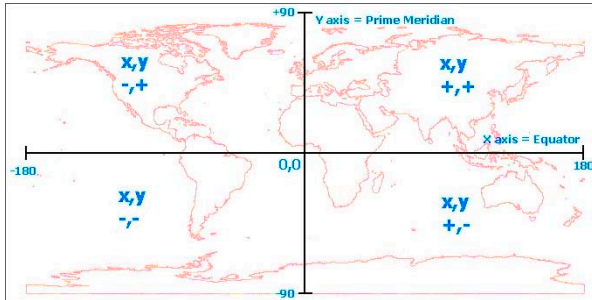 +90
Y axis = Prime Meridian
x,y
-,+
x,y
+,+
X axis = Equator
-180
0,0
180
x,y
-,-
x,y
+,-
-90